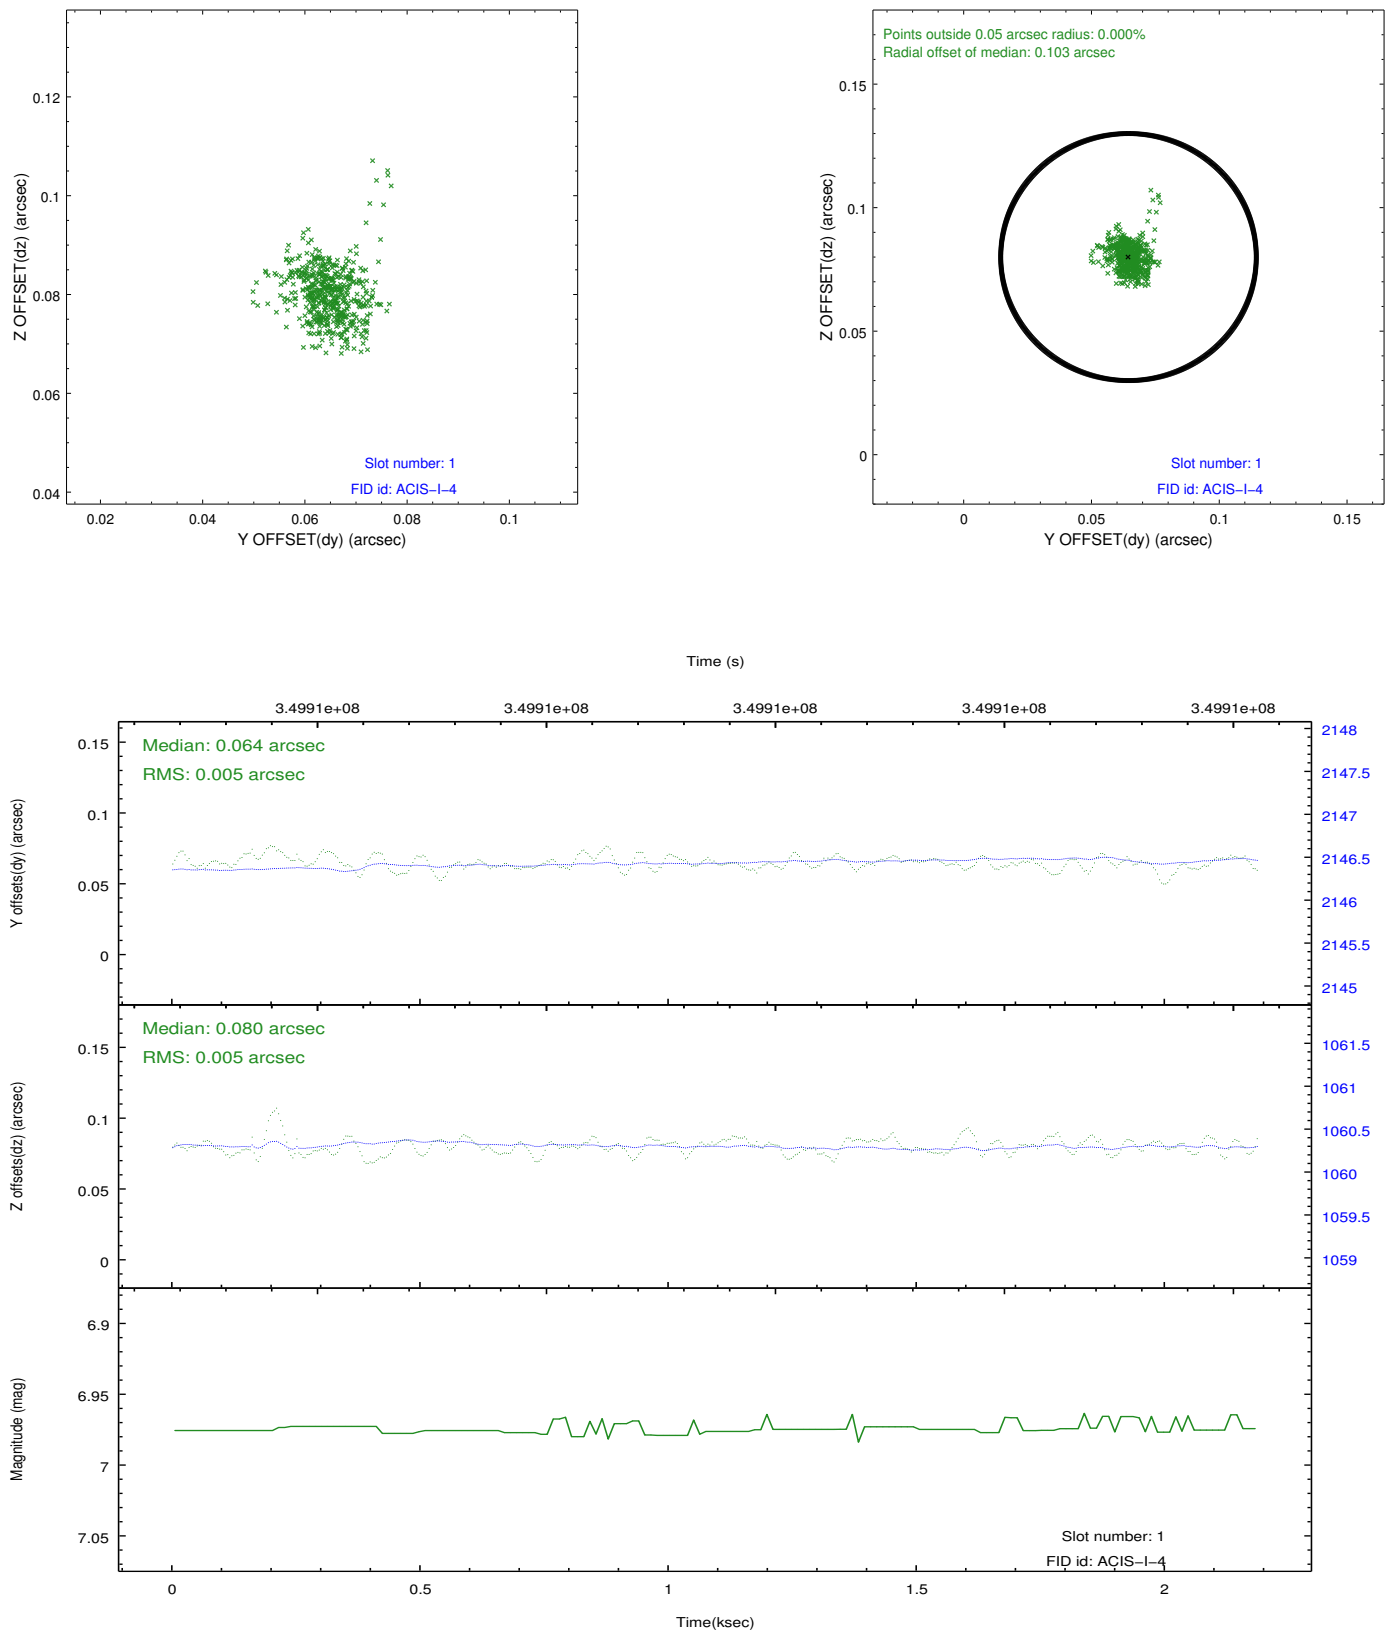 0.12
0.1
0.08
0.06
0.04
Z OFFSET(dz) (arcsec)
Slot number: 1
FID id: ACIS−I−4
0.02 0.04 0.06 0.08 0.1
Y OFFSET(dy) (arcsec)
Points outside 0.05 arcsec radius: 0.000%
Radial offset of median: 0.103 arcsec
0.15
0.1
0.05
0
Z OFFSET(dz) (arcsec)
Slot number: 1
FID id: ACIS−I−4
0 0.05 0.1 0.15
Y OFFSET(dy) (arcsec)
Time (s)
3.4991e+08 3.4991e+08 3.4991e+08 3.4991e+08 3.4991e+08
Median: 0.064 arcsec
RMS: 0.005 arcsec
0.15
0.1
0.05
0
Y offsets(dy) (arcsec)
2148
2147.5
2147
2146.5
2146
2145.5
2145
Median: 0.080 arcsec
RMS: 0.005 arcsec
0.15
0.1
0.05
0
Z offsets(dz) (arcsec)
1061.5
1061
1060.5
1060
1059.5
1059
6.9
6.95
7
7.05
Magnitude (mag)
Slot number: 1
FID id: ACIS−I−4
0 0.5 1 1.5 2
Time(ksec)